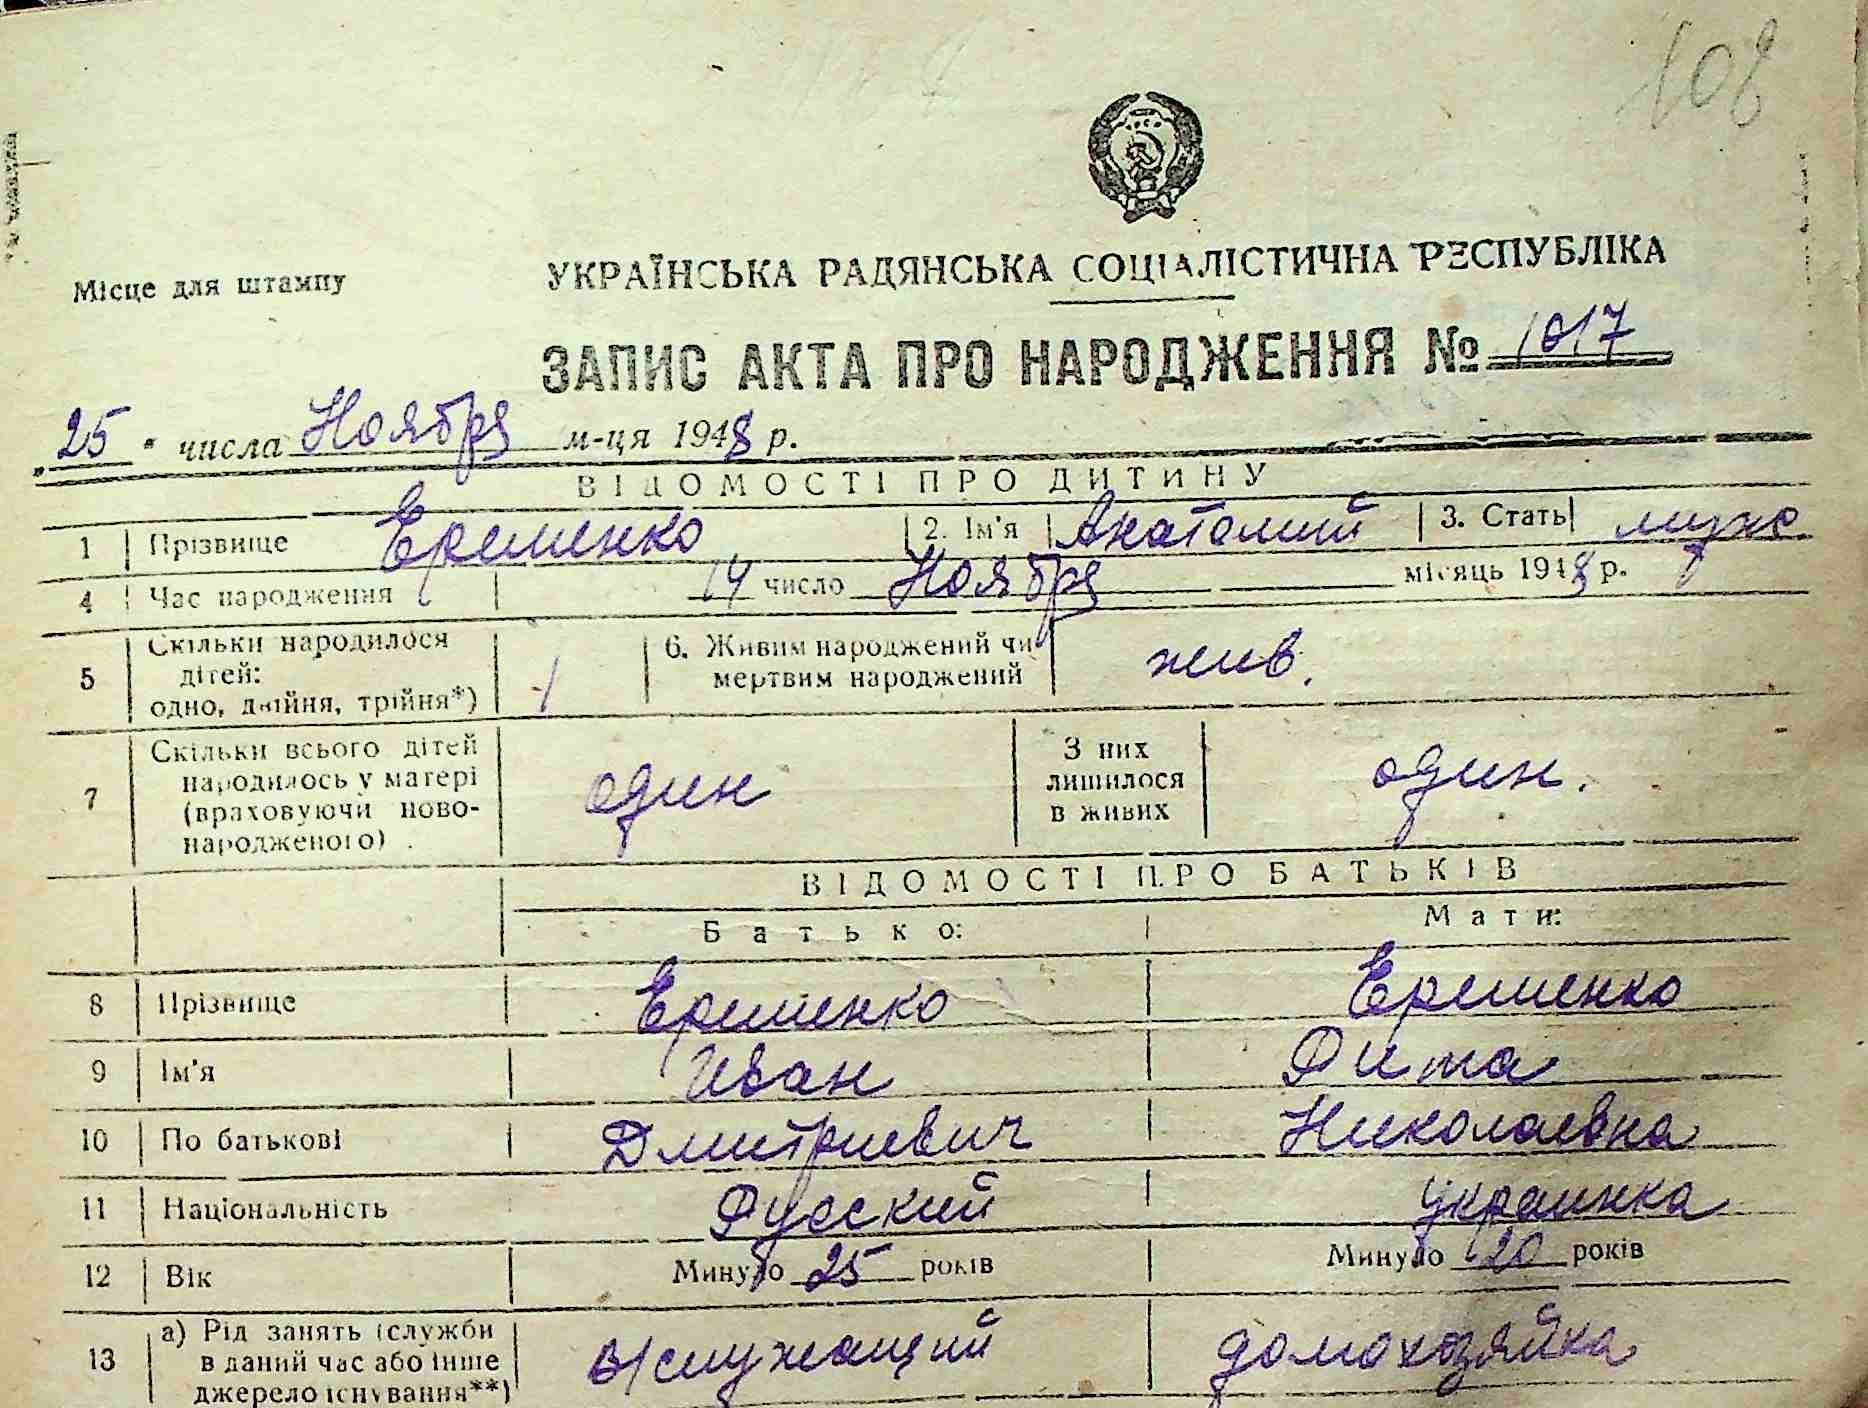 108
УРСР
Місце для штампу
УКРАЇНСЬКА РАДЯНСЬКА СОЦІАЛІСТИЧНА РЕСПУБЛІКА
ЗАПИС АКТА ПРО НАРОДЖЕННЯ № 1017
„25" числа Ноября м-ця 1948 р.
ВІДОМОСТІ ПРО ДИТИНУ
1 Прізвище Еременко 2. Ім'я Анатолий 3. Стать мужс.
4 Час народження 14 число Ноября місяць 1948 р.
5 Скільки народилося дітей: одно, двійня, трійня*) 1 6. Живим народжений чи мертвим народжений жив.
7 Скільки всього дітей народилось у матері (враховуючи новонародженого). один З них лишилося в живих один.
ВІДОМОСТІ ПРО БАТЬКІВ
Батько: Мати:
8 Прізвище Еременко Еременко
9 Ім'я Иван Рита
10 По батькові Дмитриевич Николаевна
11 Національність Русский Украинка
12 Вік Минуло 25 років Минуло 20 років
13 а) Рід занять (служби в даний час або інше джерело існування**) в/служащий домохозяйка